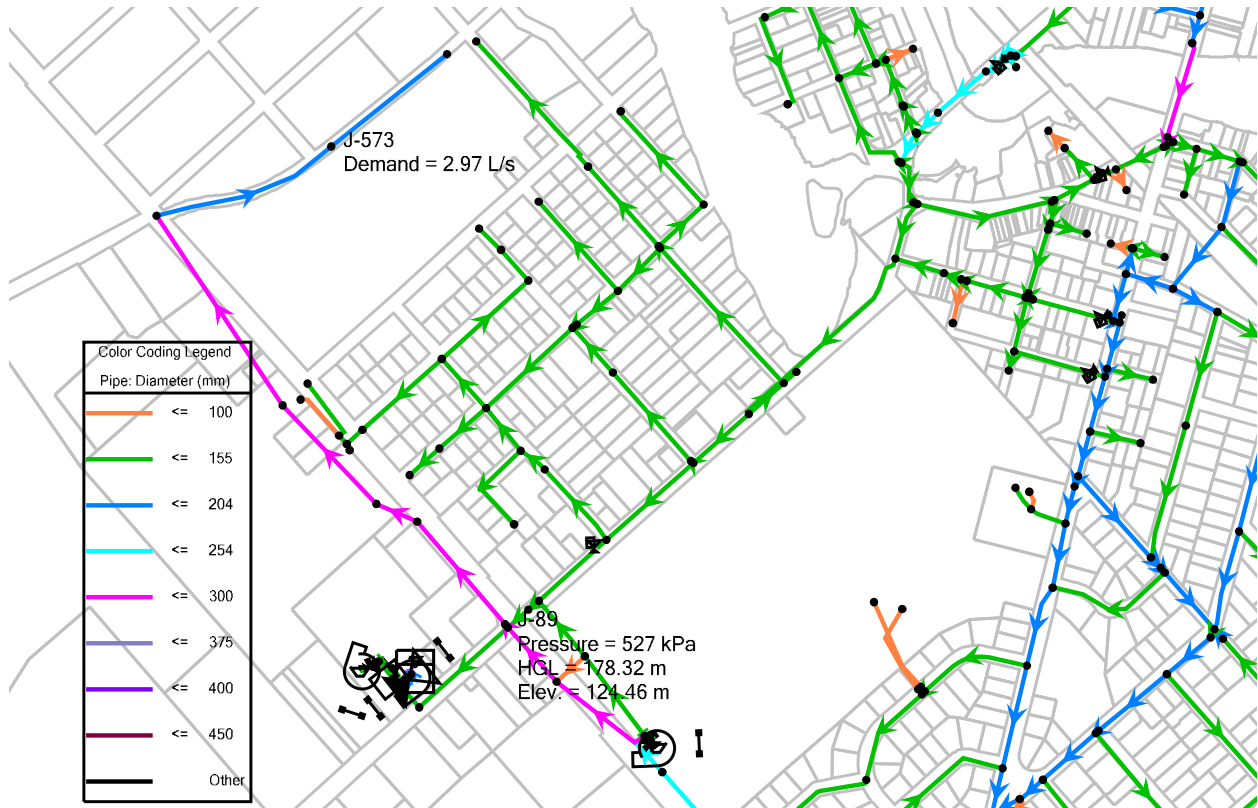 J-573
Demand = 2.97 L/s
Color Coding Legend
Pipe: Diameter (mm)
<= 100
<= 155
<= 204
<= 254
<= 300
<= 375
<= 400
<= 450
Other
J-89
Pressure = 527 kPa
HGL = 178.32 m
Elev. = 124.46 m